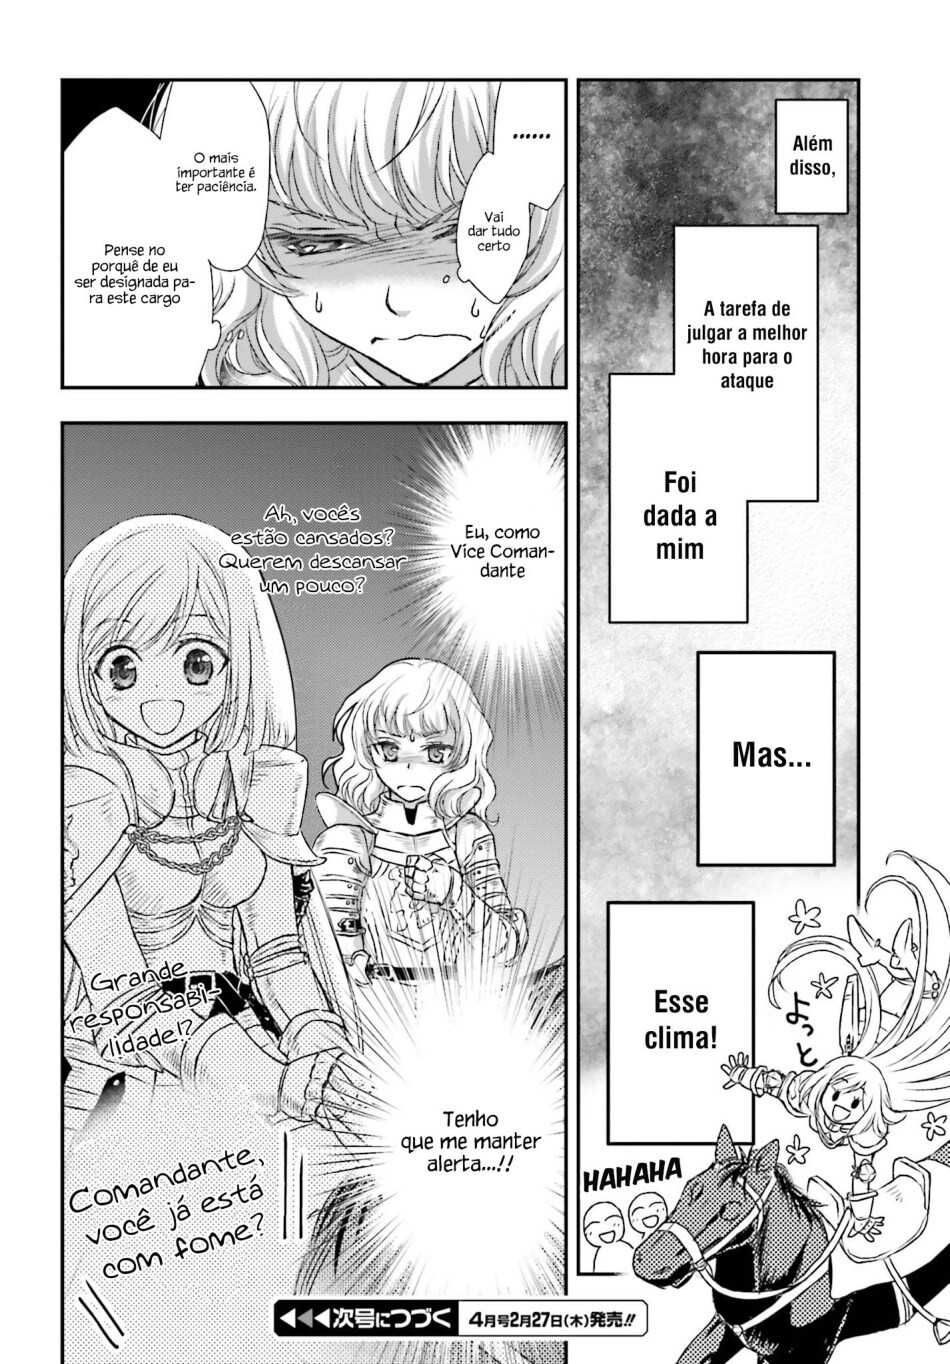 Além
disso,
A tarefa de
julgar a melhor
hora para o
ataque
Foi
dada a
mim
Mas...
Esse
clima!
よっと
HAHAHA
......
Vai
dar tudo
certo
O mais
importante é
ter paciência.
Pense no
porquê de eu
ser designada pa-
ra este cargo
Eu, como
Vice Coman-
dante
Ah, vocês
estão cansados?
Querem descansar
um pouco?
Grande
responsabi-
lidade!?
Tenho
que me manter
alerta...!!
Comandante,
você já está
com fome?
次号につづく 4月号2月27日(木)発売!!